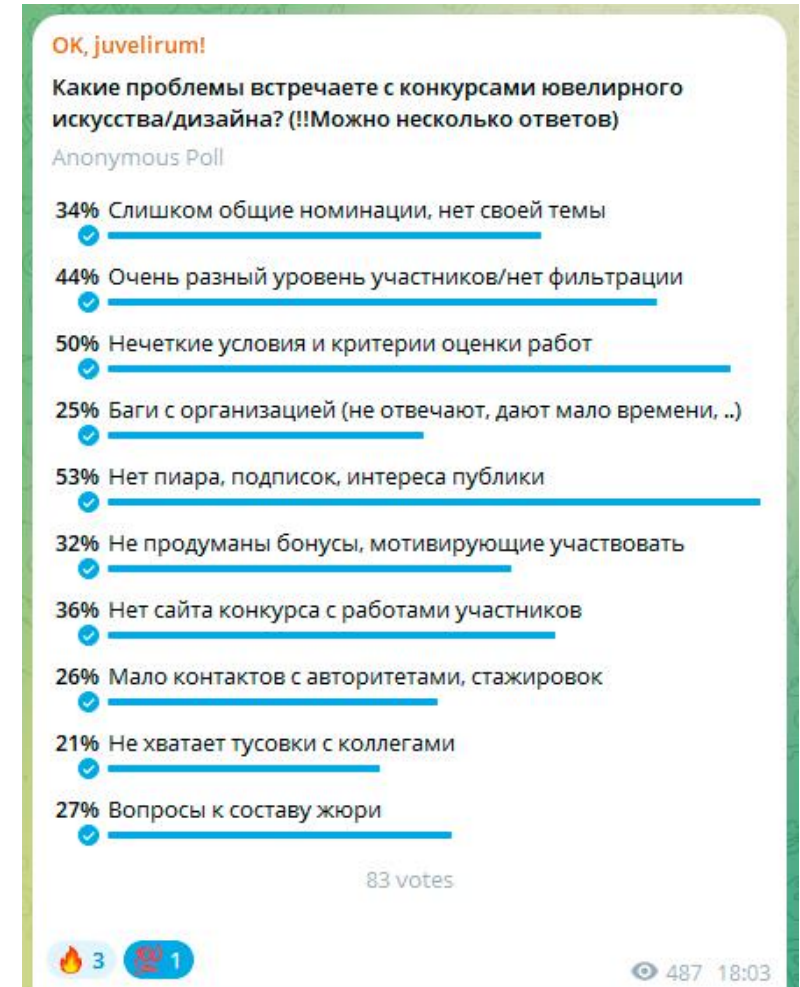 OK, juvelirum!
Какие проблемы встречаете с конкурсами ювелирного
искусства/дизайна? (!!Можно несколько ответов)
Anonymous Poll
34% Слишком общие номинации, нет своей темы
44% Очень разный уровень участников/нет фильтрации
50% Нечеткие условия и критерии оценки работ
25% Баги с организацией (не отвечают, дают мало времени, ..)
53% Нет пиара, подписок, интереса публики
32% Не продуманы бонусы, мотивирующие участвовать
36% Нет сайта конкурса с работами участников
26% Мало контактов с авторитетами, стажировок
21% Не хватает тусовки с коллегами
27% Вопросы к составу жюри
83 votes
🔥 3 💯 1
487 18:03